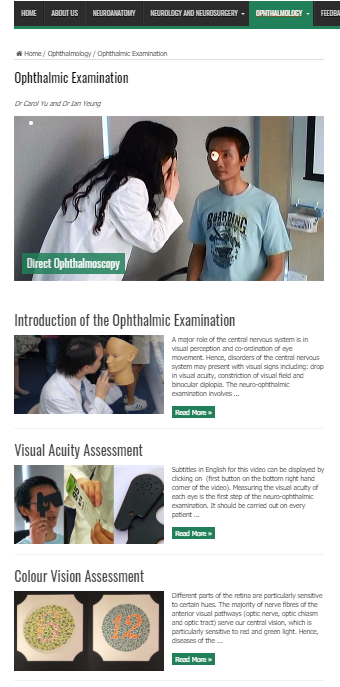 HOME ABOUT US NEUROANATOMY NEUROLOGY AND NEUROSURGERY OPHTHALMOLOGY FEEDBA
Home / Ophthalmology / Ophthalmic Examination
Ophthalmic Examination
Dr Carol Yu and Dr Ian Yeung
BOARDING
Direct Ophthalmoscopy
Introduction of the Ophthalmic Examination
A major role of the central nervous system is in
visual perception and co-ordination of eye
movement. Hence, disorders of the central nervous
system may present with visual signs including: drop
in visual acuity, constriction of visual field and
binocular diplopia. The neuro-ophthalmic
examination involves ...
Read More »
Visual Acuity Assessment
Subtitles in English for this video can be displayed by
clicking on (first button on the bottom right hand
corner of the video). Measuring the visual acuity of
each eye is the first step of the neuro-ophthalmic
examination. It should be carried out on every
patient ...
Read More »
Colour Vision Assessment
Different parts of the retina are particularly sensitive
to certain hues. The majority of nerve fibres of the
anterior visual pathways (optic nerve, optic chiasm
and optic tract) serve our central vision, which is
particularly sensitive to red and green light. Hence,
diseases of the ...
Read More »
12